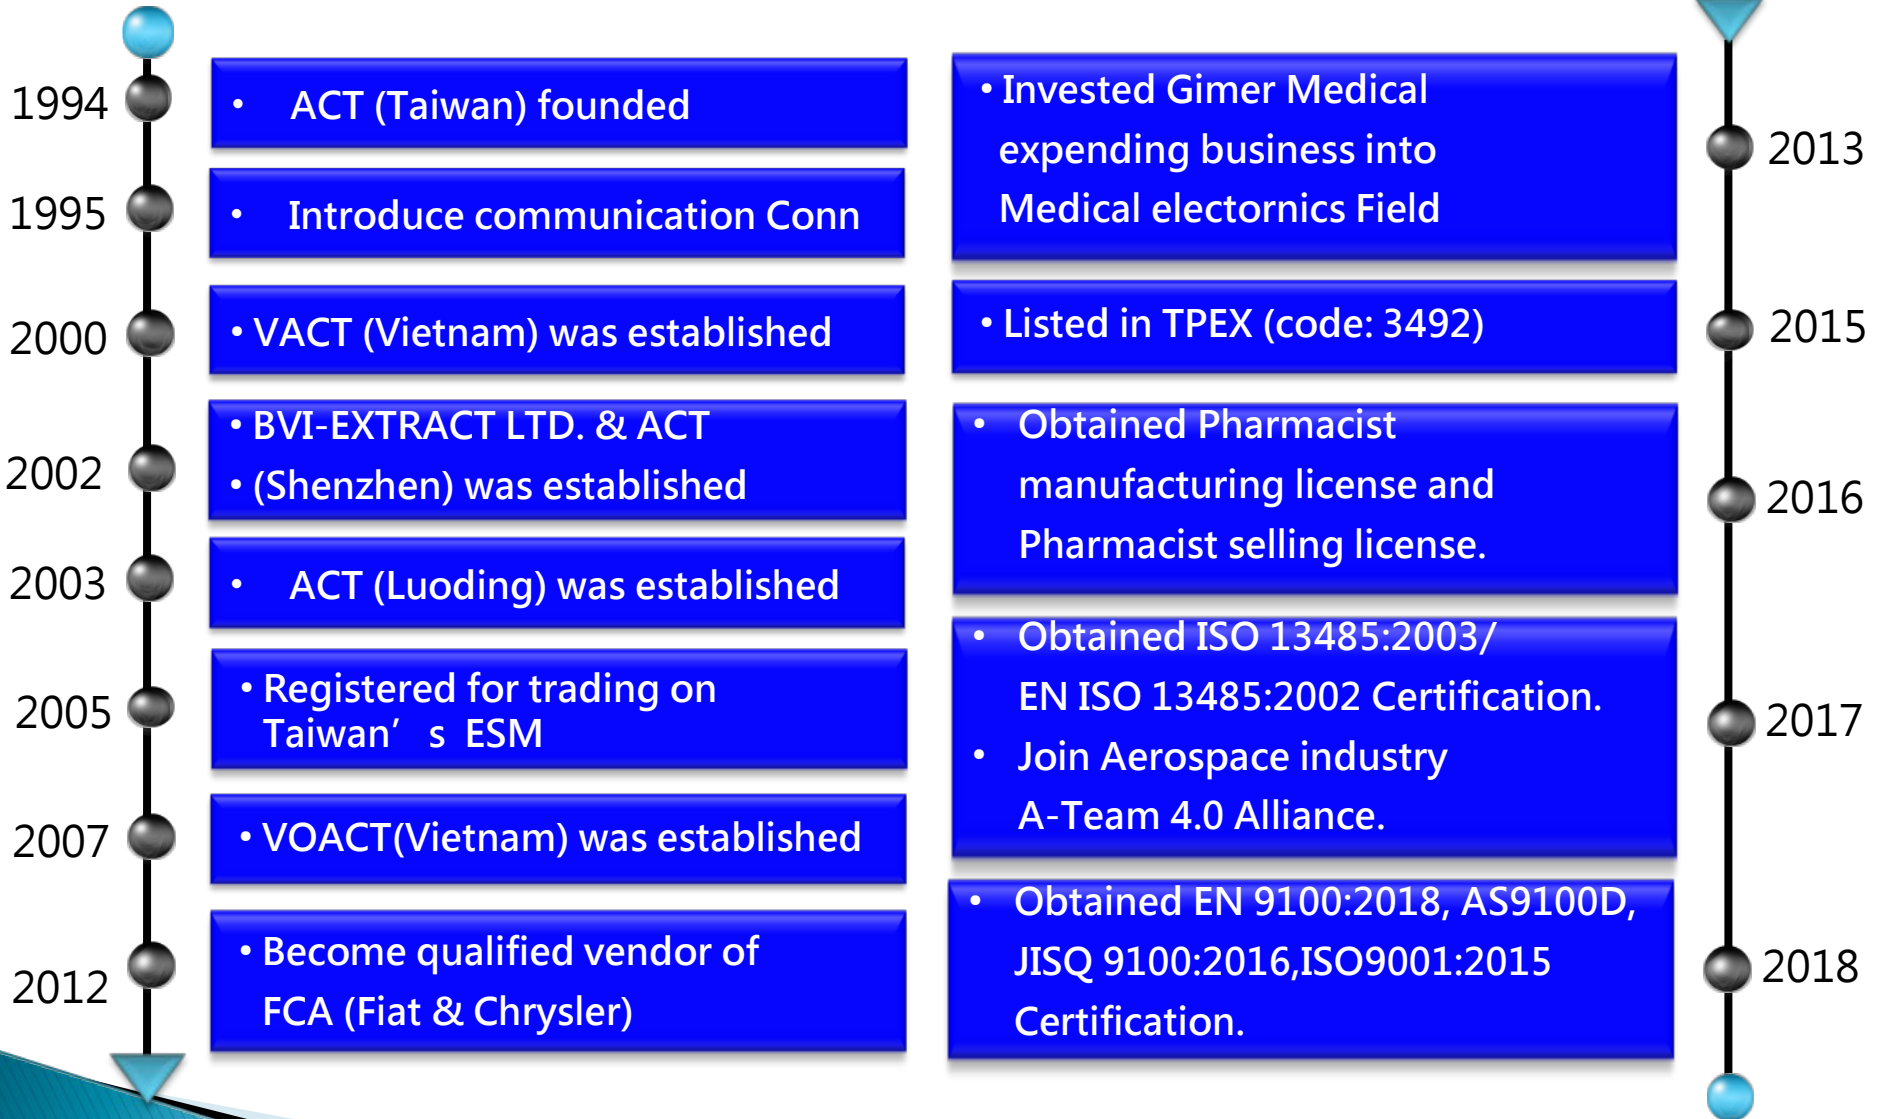 1994
• ACT (Taiwan) founded
1995
• Introduce communication Conn
2000
• VACT (Vietnam) was established
2002
• BVI-EXTRACT LTD. & ACT
• (Shenzhen) was established
2003
• ACT (Luoding) was established
2005
• Registered for trading on
Taiwan’s ESM
2007
• VOACT(Vietnam) was established
2012
• Become qualified vendor of
FCA (Fiat & Chrysler)
• Invested Gimer Medical
expending business into
Medical electornics Field
2013
• Listed in TPEX (code: 3492)
2015
• Obtained Pharmacist
manufacturing license and
Pharmacist selling license.
2016
• Obtained ISO 13485:2003/
EN ISO 13485:2002 Certification.
• Join Aerospace industry
A-Team 4.0 Alliance.
2017
• Obtained EN 9100:2018, AS9100D,
JISQ 9100:2016,ISO9001:2015
Certification.
2018